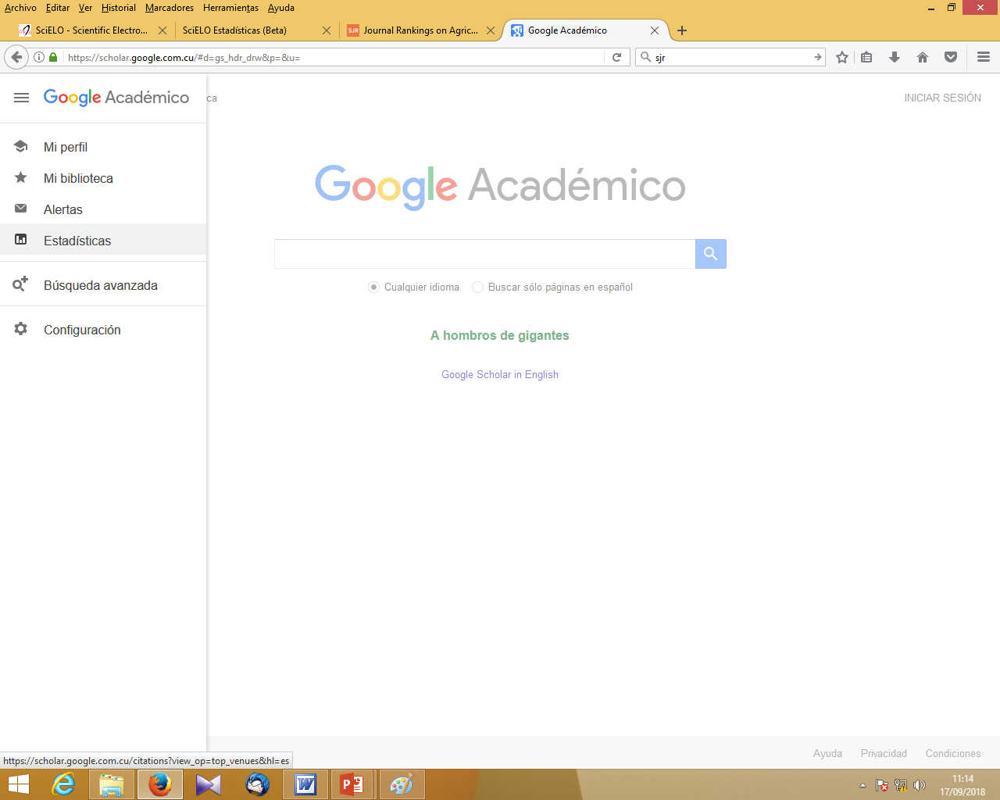 Archivo Editar Ver Historial Marcadores Herramientas Ayuda
SciELO - Scientific Electro... SciELO Estadísticas (Beta) SJR Journal Rankings on Agric... Google Académico
https://scholar.google.com.cu/#d=gs_hdr_drw&p=&u= sjr
Google Académico ca INICIAR SESIÓN
Mi perfil
Mi biblioteca
Alertas
Estadísticas
Búsqueda avanzada
Configuración
Google Académico
Cualquier idioma Buscar sólo páginas en español
A hombros de gigantes
Google Scholar in English
Ayuda Privacidad Condiciones
https://scholar.google.com.cu/citations?view_op=top_venues&hl=es
11:14
17/09/2018